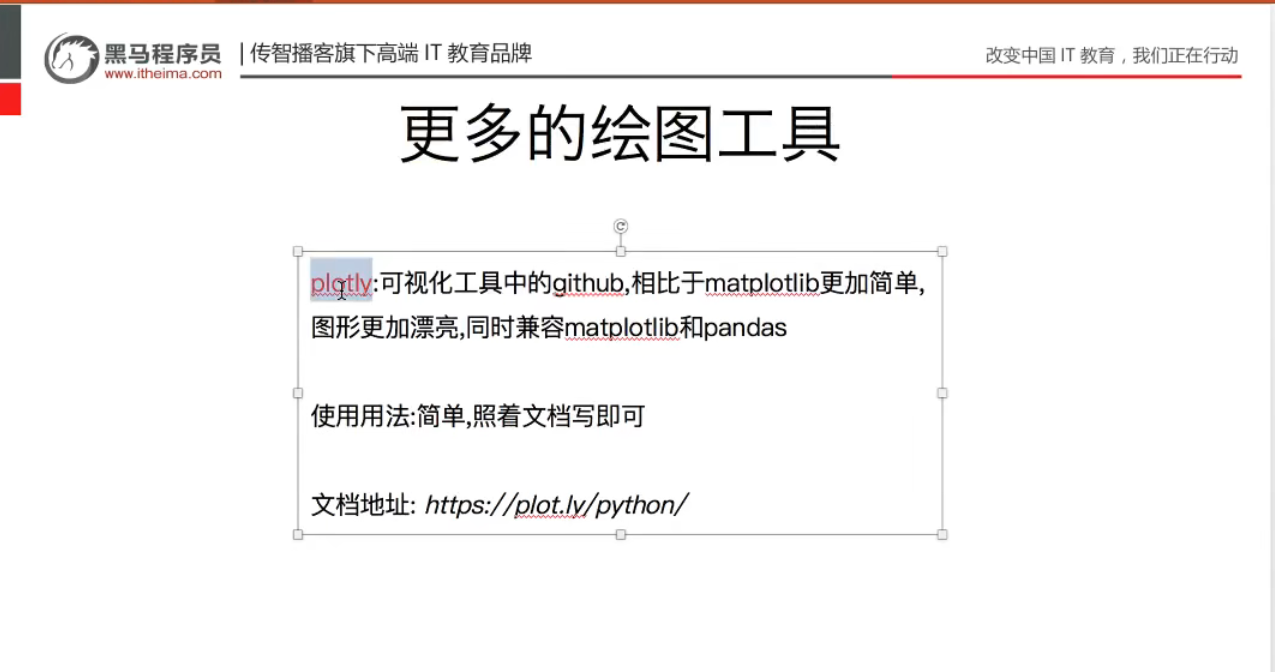 黑马程序员
www.itheima.com
|传智播客旗下高端 IT 教育品牌
改变中国 IT 教育，我们正在行动
更多的绘图工具
plotly:可视化工具中的github,相比于matplotlib更加简单,
图形更加漂亮,同时兼容matplotlib和pandas
使用用法:简单,照着文档写即可
文档地址: https://plot.ly/python/